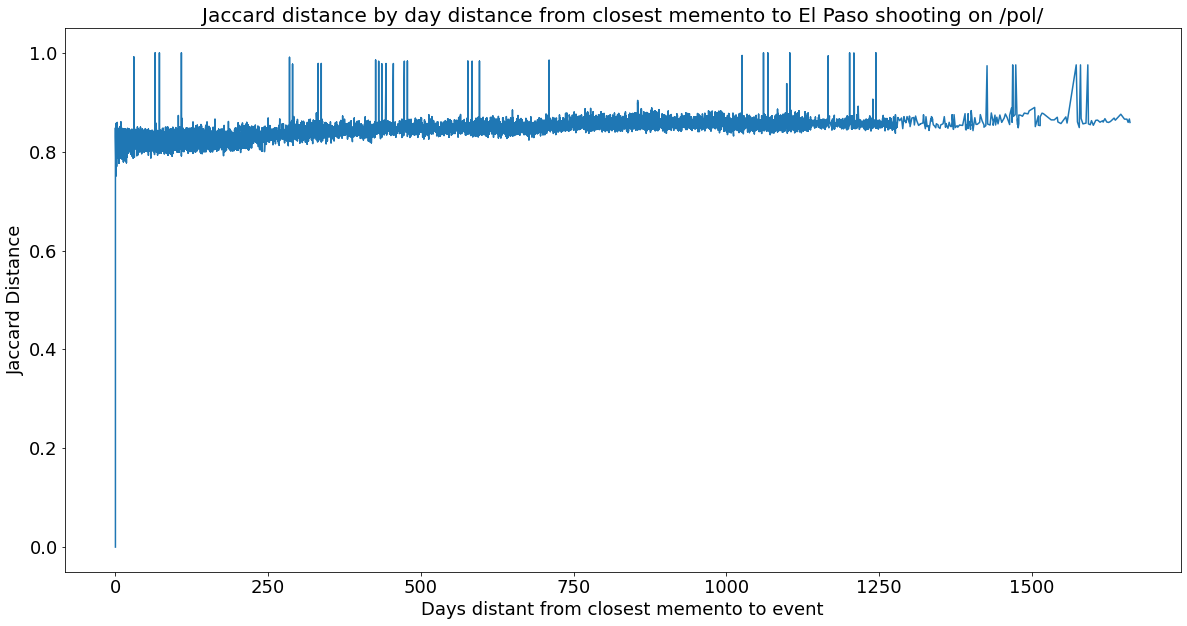 Jaccard distance by day distance from closest memento to El Paso shooting on /pol/
1.0
0.8
0.6
0.4
0.2
0.0
Jaccard Distance
0 250 500 750 1000 1250 1500
Days distant from closest memento to event